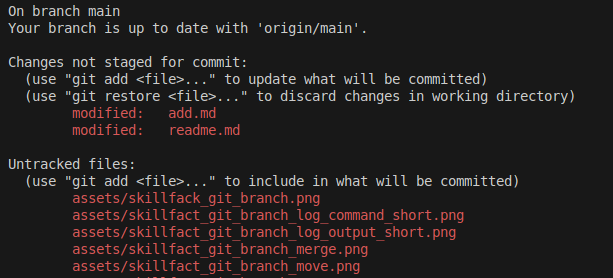 On branch main
Your branch is up to date with 'origin/main'.
Changes not staged for commit:
(use "git add <file>..." to update what will be committed)
(use "git restore <file>..." to discard changes in working directory)
modified: add.md
modified: readme.md
Untracked files:
(use "git add <file>..." to include in what will be committed)
assets/skillfack_git_branch.png
assets/skillfact_git_branch_log_command_short.png
assets/skillfact_git_branch_log_output_short.png
assets/skillfact_git_branch_merge.png
assets/skillfact_git_branch_move.png